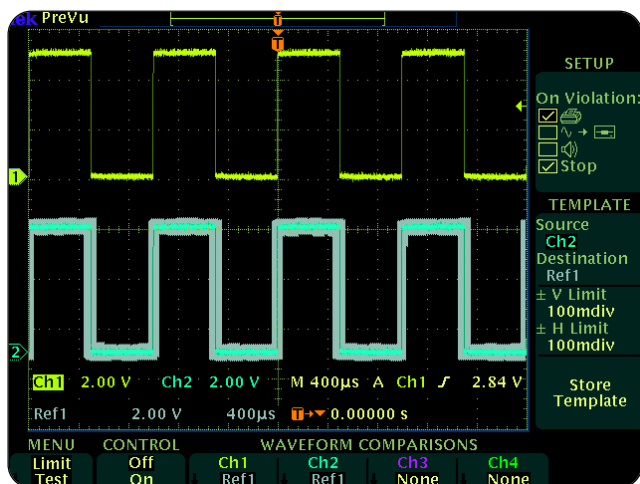 Tek PreVu
T
T
SETUP
On Violation:
Stop
TEMPLATE
Source
Ch2
Destination
Ref1
± V Limit
100mdiv
± H Limit
100mdiv
Store
Template
1
2
Ch1 2.00 V Ch2 2.00 V M 400µs A Ch1 ƒ 2.84 V
Ref1 2.00 V 400µs T→▼ 0.00000 s
MENU CONTROL WAVEFORM COMPARISONS
Limit Off Ch1 Ch2 Ch3 Ch4
Test On Ref1 Ref1 None None